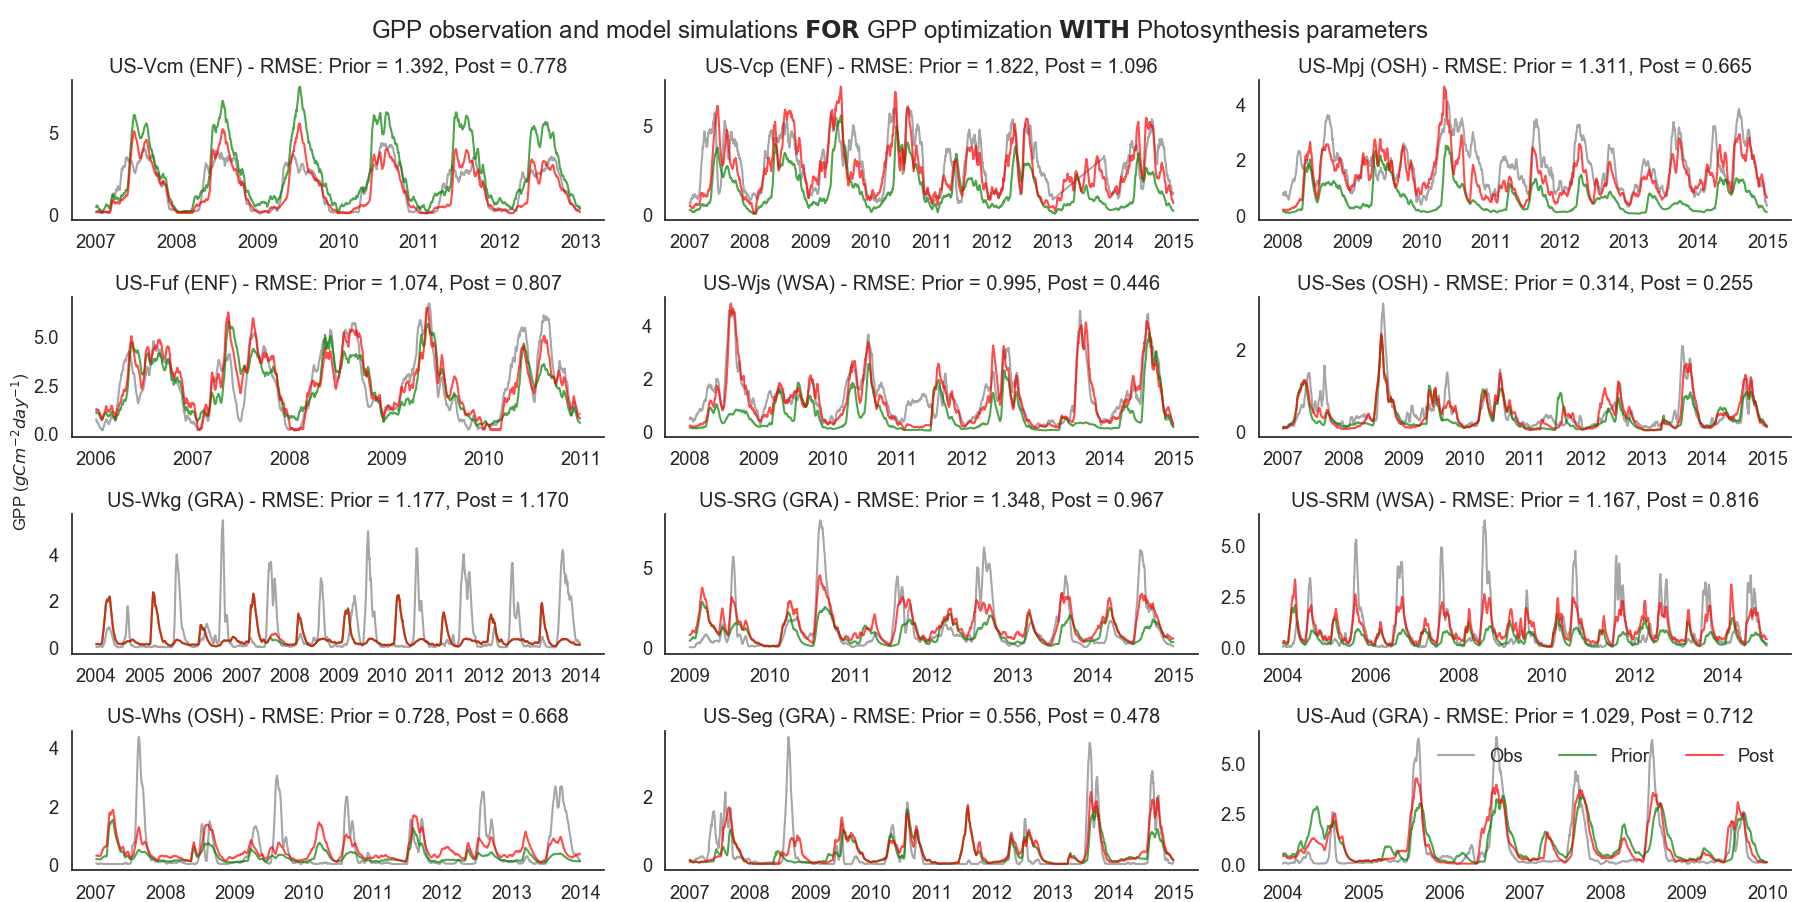 GPP observation and model simulations FOR GPP optimization WITH Photosynthesis parameters
US-Vcm (ENF) - RMSE: Prior = 1.392, Post = 0.778
5
0
2007 2008 2009 2010 2011 2012 2013
US-Vcp (ENF) - RMSE: Prior = 1.822, Post = 1.096
5
0
2007 2008 2009 2010 2011 2012 2013 2015
US-Mpj (OSH) - RMSE: Prior = 1.311, Post = 0.665
4
2
0
2008 2009 2010 2011 2012 2013 2014 2015
GPP (gCm⁻²day⁻¹)
US-Fuf (ENF) - RMSE: Prior = 1.074, Post = 0.807
5.0
2.5
0.0
2006 2007 2008 2009 2010 2011
US-Wjs (WSA) - RMSE: Prior = 0.995, Post = 0.446
4
2
0
2008 2009 2010 2011 2012 2013 2014 2015
US-Ses (OSH) - RMSE: Prior = 0.314, Post = 0.255
2
0
2007 2008 2009 2010 2011 2012 2013 2014 2015
US-Wkg (GRA) - RMSE: Prior = 1.177, Post = 1.170
4
2
0
2004 2005 2006 2007 2008 2009 2010 2011 2012 2013 2014
US-SRG (GRA) - RMSE: Prior = 1.348, Post = 0.967
5
0
2009 2010 2011 2012 2013 2014 2015
US-SRM (WSA) - RMSE: Prior = 1.167, Post = 0.816
5.0
2.5
0.0
2004 2006 2008 2010 2012 2014
US-Whs (OSH) - RMSE: Prior = 0.728, Post = 0.668
4
2
0
2007 2008 2009 2010 2011 2012 2013 2014
US-Seg (GRA) - RMSE: Prior = 0.556, Post = 0.478
2
0
2007 2008 2009 2010 2011 2012 2013 2014 2015
US-Aud (GRA) - RMSE: Prior = 1.029, Post = 0.712
Obs Prior Post
5.0
2.5
0.0
2004 2005 2006 2007 2008 2009 2010